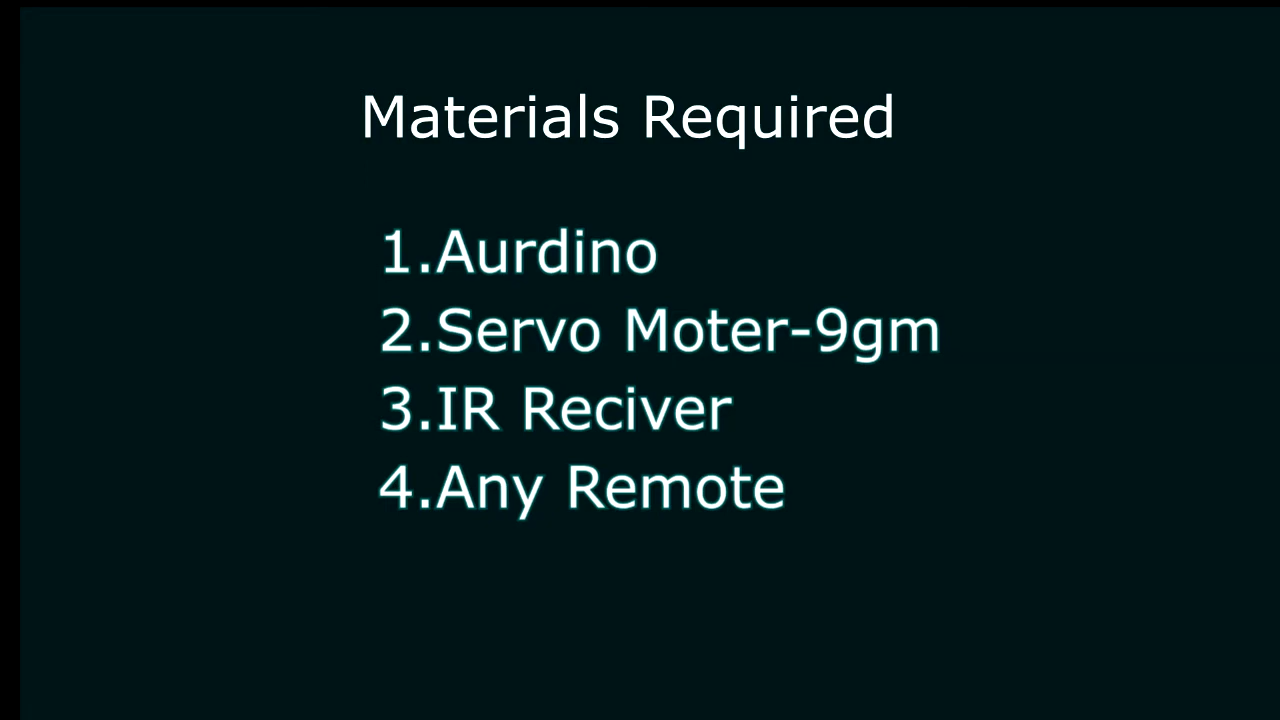 Materials Required
1.Aurdino
2.Servo Moter-9gm
3.IR Reciver
4.Any Remote